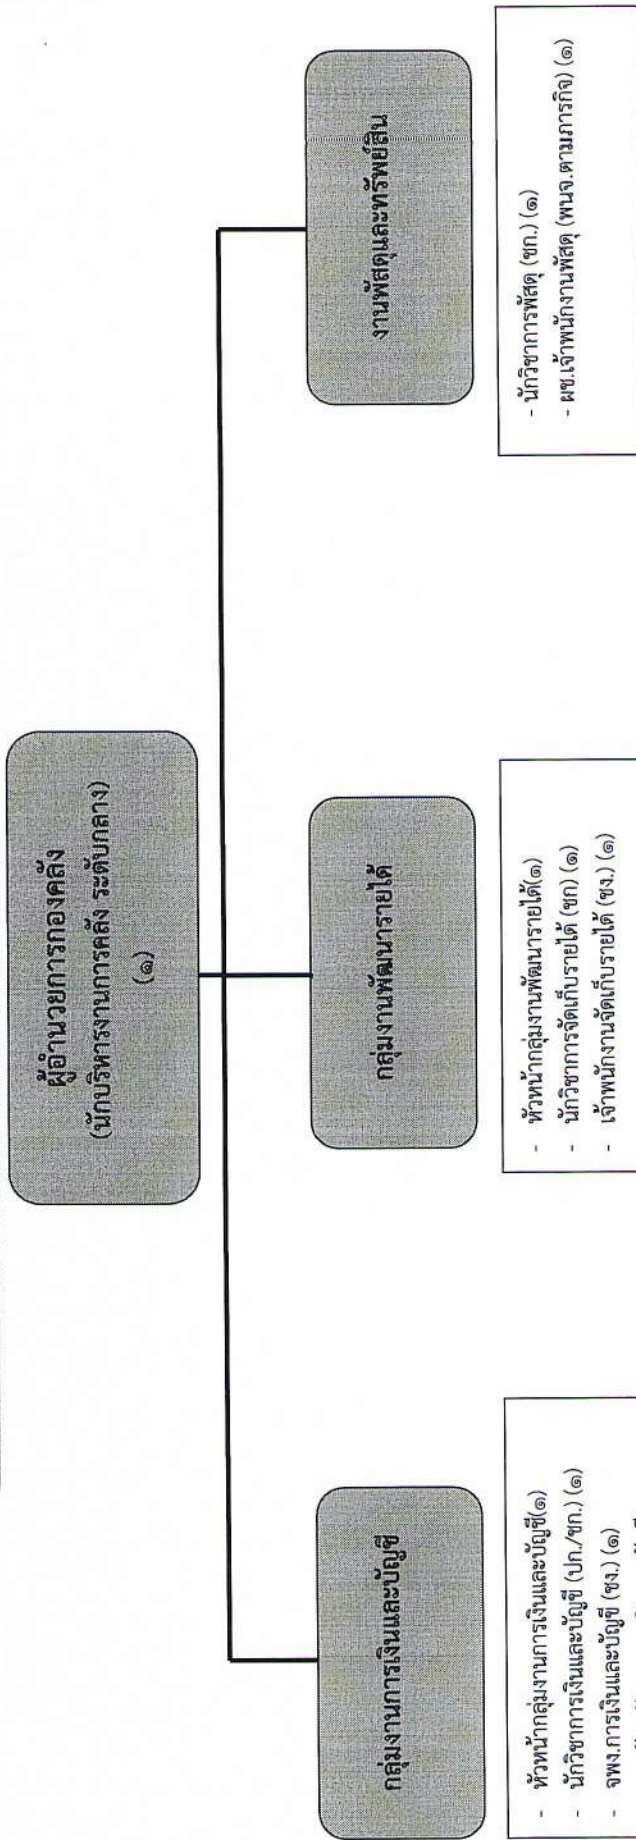 ผู้อำนวยการกองคลัง
(นักบริหารงานการคลัง ระดับกลาง)
(๑)
กลุ่มงานการเงินและบัญชี
กลุ่มงานพัฒนารายได้
งานพัสดุและทรัพย์สิน
- หัวหน้ากลุ่มงานการเงินและบัญชี(๑)
- นักวิชาการเงินและบัญชี (ปก./ชก.) (๑)
- จพง.การเงินและบัญชี (ชง.) (๑)
- หัวหน้ากลุ่มงานพัฒนารายได้(๑)
- นักวิชาการจัดเก็บรายได้ (ชก) (๑)
- เจ้าพนักงานจัดเก็บรายได้ (ชง.) (๑)
- นักวิชาการพัสดุ (ชก.) (๑)
- ผช.เจ้าพนักงานพัสดุ (พนจ.ตามภารกิจ) (๑)